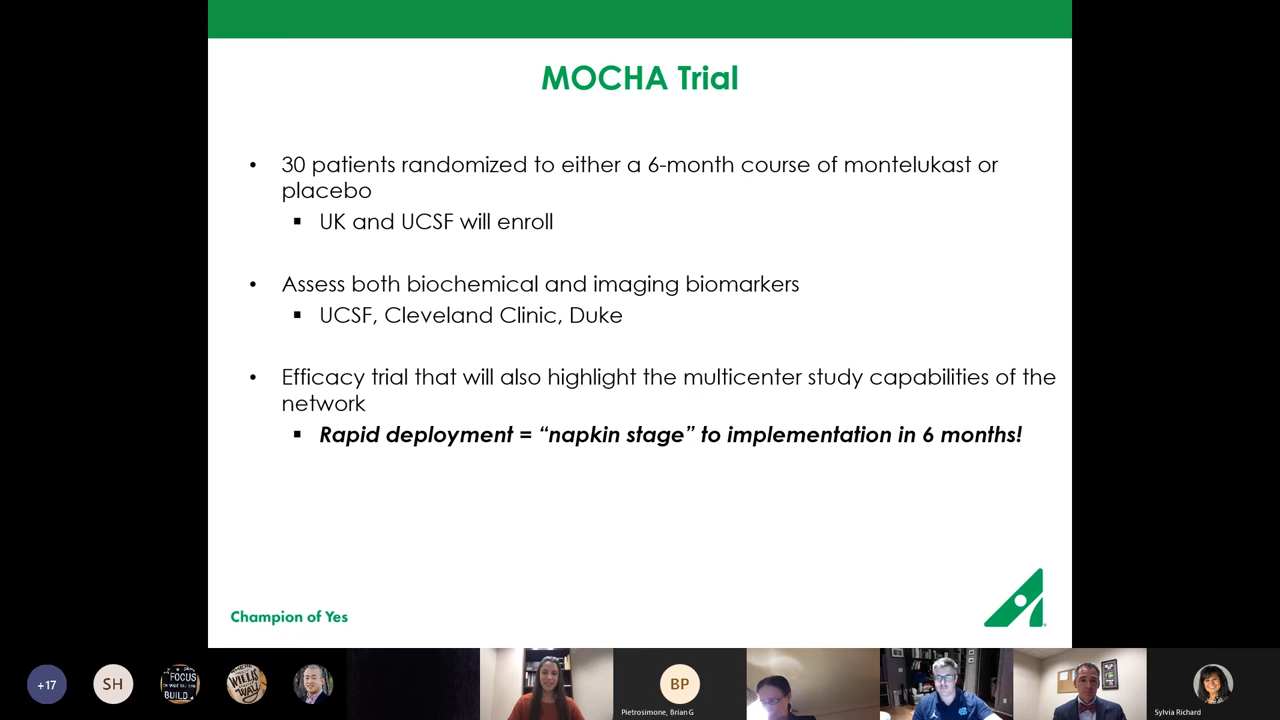 MOCHA Trial
• 30 patients randomized to either a 6-month course of montelukast or
placebo
▪ UK and UCSF will enroll
• Assess both biochemical and imaging biomarkers
▪ UCSF, Cleveland Clinic, Duke
• Efficacy trial that will also highlight the multicenter study capabilities of the
network
▪ Rapid deployment = “napkin stage” to implementation in 6 months!
Champion of Yes
+17
SH
FOCUS
BUILD
WAY
BP
Pietrosimone, Brian G
Sylvia Richard